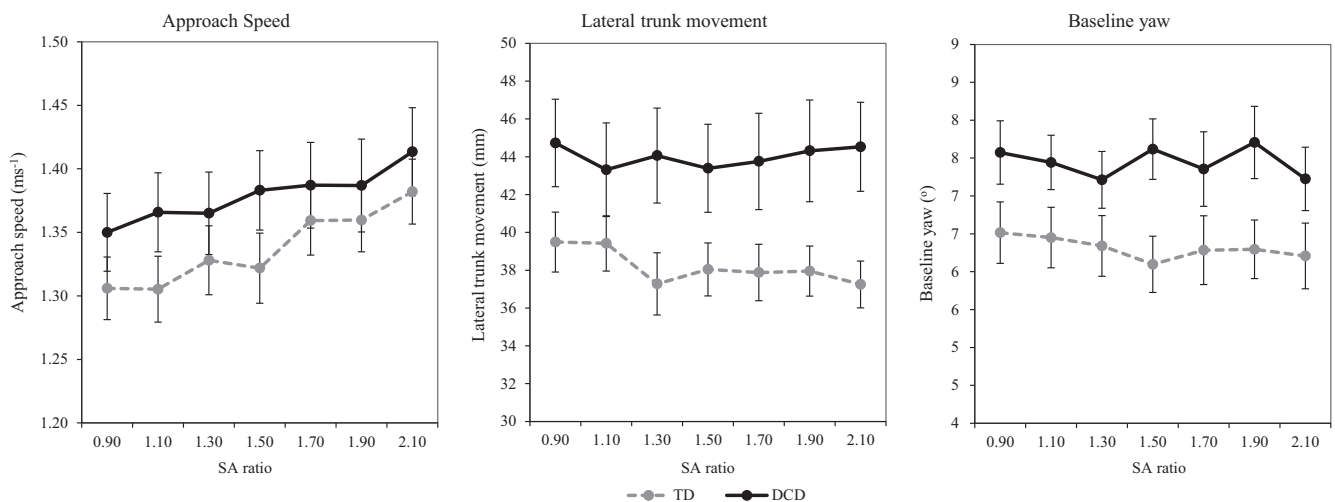 Approach Speed
1.50
1.45
1.40
1.35
1.30
1.25
1.20
Approach speed (ms-1)
0.90 1.10 1.30 1.50 1.70 1.90 2.10
SA ratio
Lateral trunk movement
50
48
46
44
42
40
38
36
34
32
30
Lateral trunk movement (mm)
0.90 1.10 1.30 1.50 1.70 1.90 2.10
SA ratio
Baseline yaw
9
9
8
8
7
7
6
6
5
5
4
Baseline yaw (°)
0.90 1.10 1.30 1.50 1.70 1.90 2.10
SA ratio
TD DCD